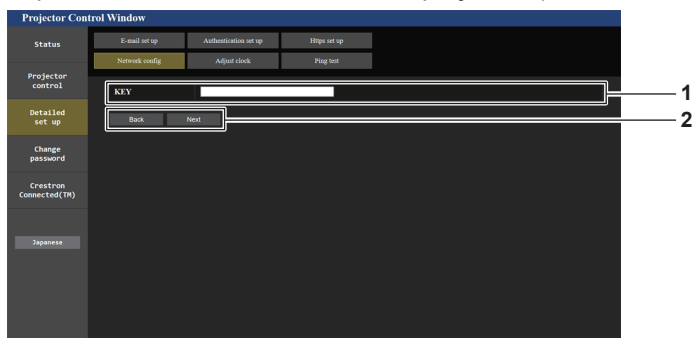 Projector Control Window
Status
E-mail set up
Authentication set up
Https set up
Network config
Adjust clock
Ping test
Projector
control
KEY
1
Detailed
set up
Back
Next
2
Change
password
Crestron
Connected(TM)
Japanese